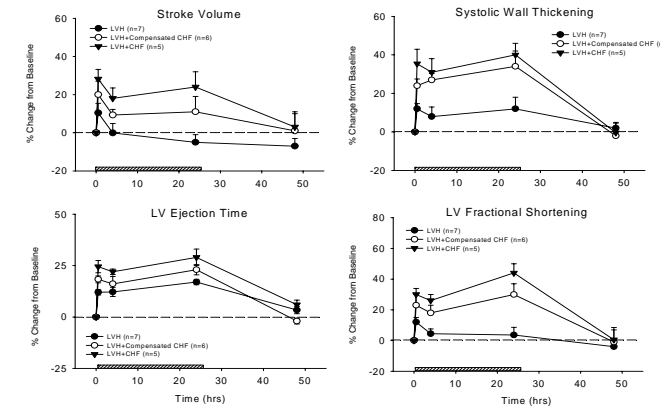 Stroke Volume
% Change from Baseline
60
40
20
0
-20
0 10 20 30 40 50
LVH (n=7)
LVH+Compensated CHF (n=6)
LVH+CHF (n=5)
Systolic Wall Thickening
% Change from Baseline
60
40
20
0
-20
0 10 20 30 40 50
LVH (n=7)
LVH+Compensated CHF (
LVH+CHF (n=5)
LV Ejection Time
% Change from Baseline
50
25
0
-25
0 10 20 30 40 50
Time (hrs)
LVH (n=7)
LVH+Compensated CHF (n=6)
LVH+CHF (n=5)
LV Fractional Shortening
% Change from Baseline
80
60
40
20
0
-20
0 10 20 30 40 50
Time (hrs)
LVH (n=7)
LVH+Compensated CHF (n=6)
LVH+CHF (n=5)